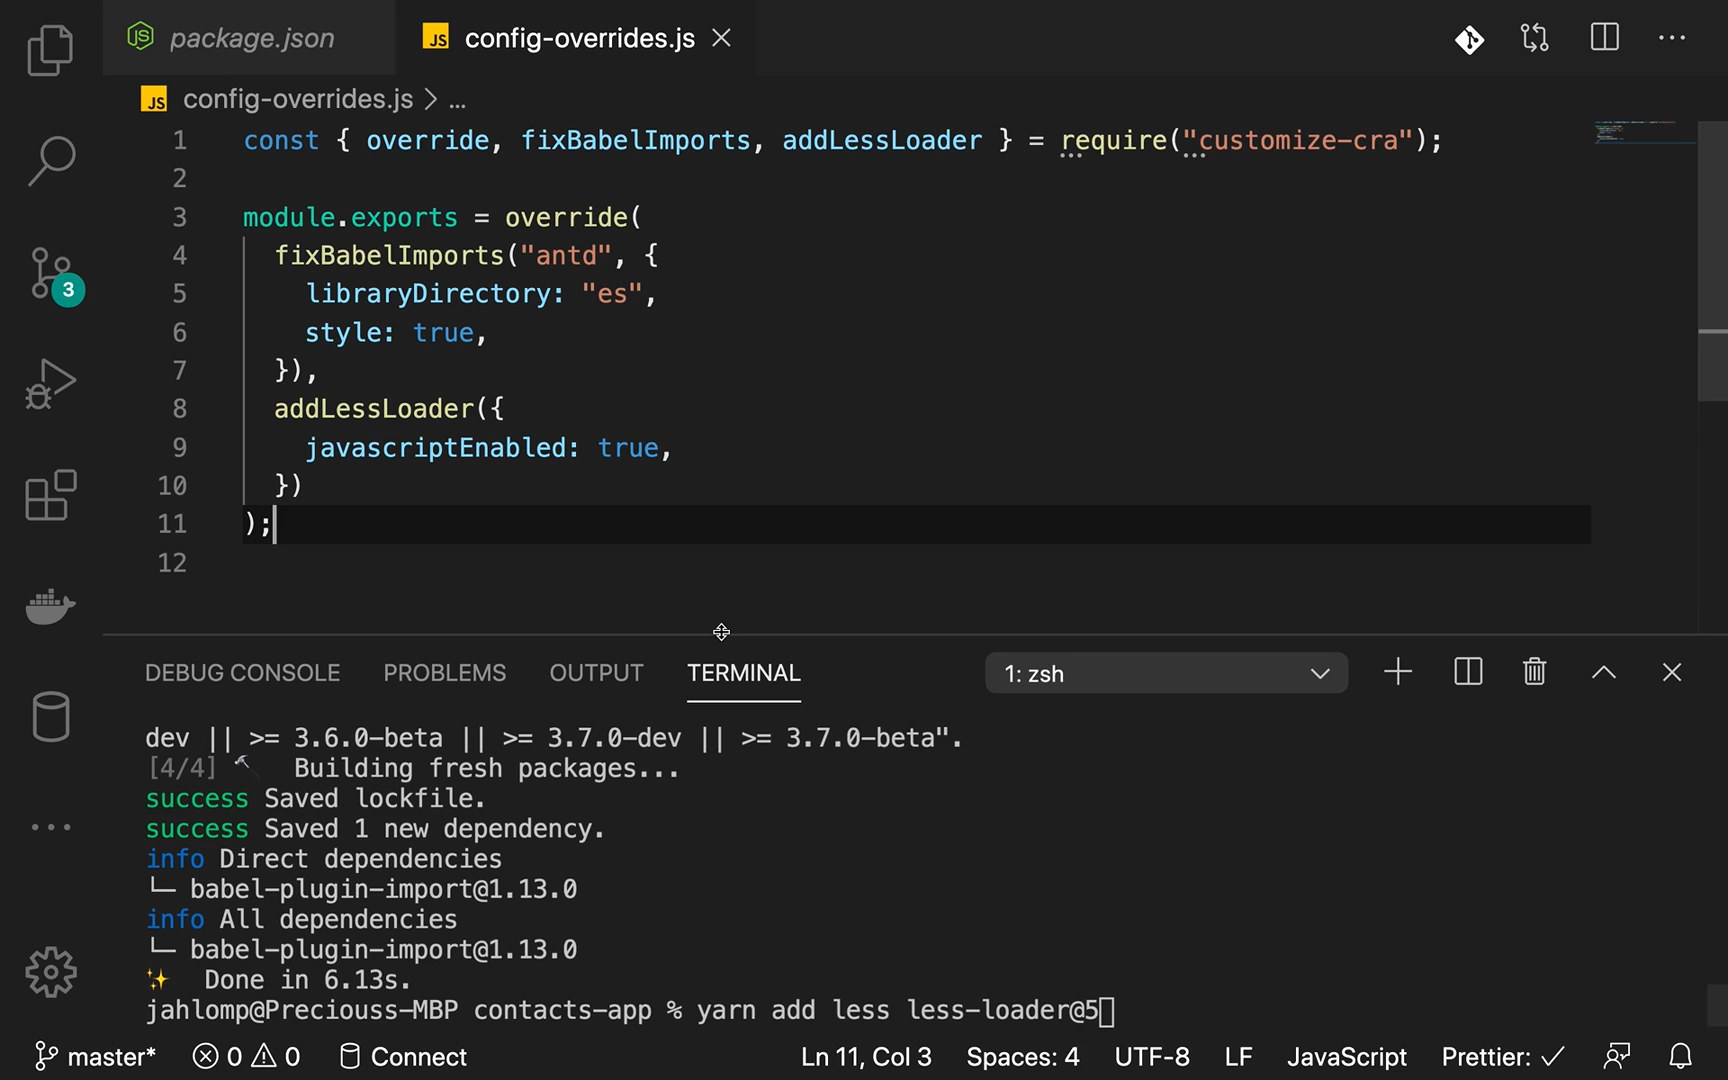 package.json
JS config-overrides.js
JS config-overrides.js > ...
1 const { override, fixBabelImports, addLessLoader } = require("customize-cra");
2
3 module.exports = override(
4 fixBabelImports("antd", {
5 libraryDirectory: "es",
6 style: true,
7 }),
8 addLessLoader({
9 javascriptEnabled: true,
10 })
11 );
12
3
DEBUG CONSOLE PROBLEMS OUTPUT TERMINAL 1: zsh
dev || >= 3.6.0-beta || >= 3.7.0-dev || >= 3.7.0-beta".
[4/4] 🔨 Building fresh packages...
success Saved lockfile.
success Saved 1 new dependency.
info Direct dependencies
└─ babel-plugin-import@1.13.0
info All dependencies
└─ babel-plugin-import@1.13.0
✨ Done in 6.13s.
jahlomp@Preciouss-MBP contacts-app % yarn add less less-loader@5
master* 0 0 Connect Ln 11, Col 3 Spaces: 4 UTF-8 LF JavaScript Prettier: ✓